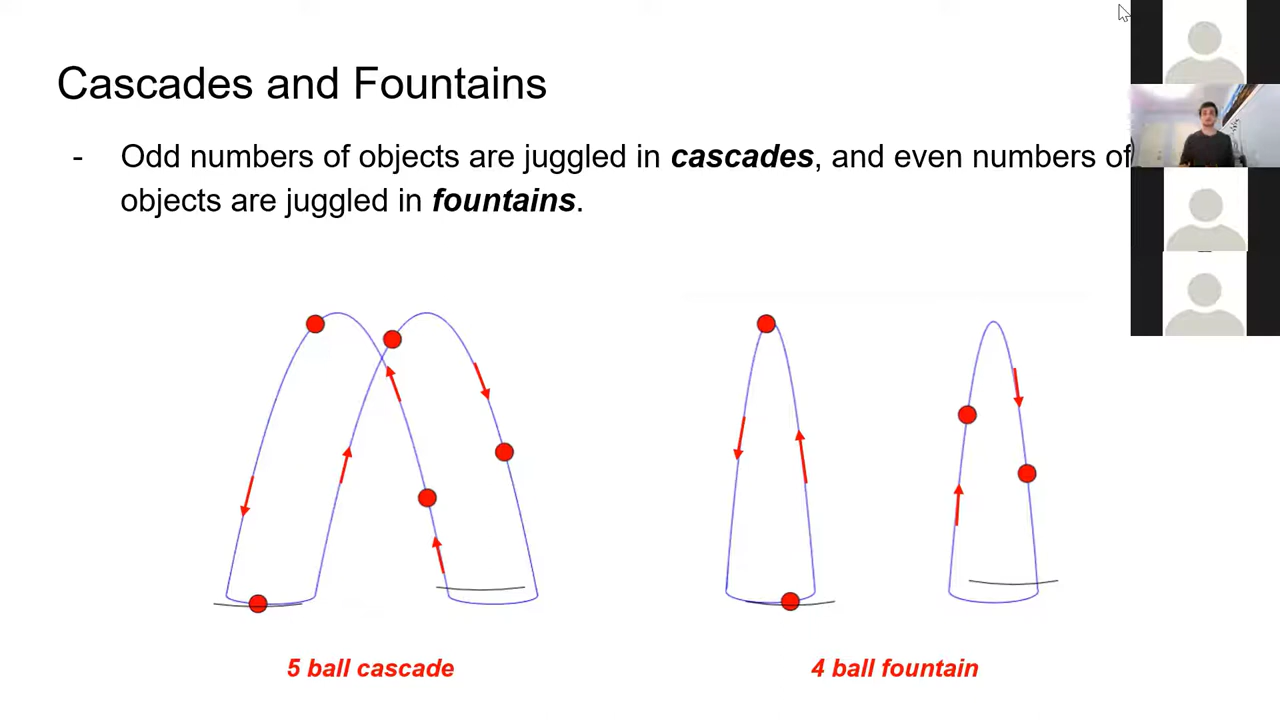 Cascades and Fountains
- Odd numbers of objects are juggled in cascades, and even numbers of
objects are juggled in fountains.
5 ball cascade
4 ball fountain